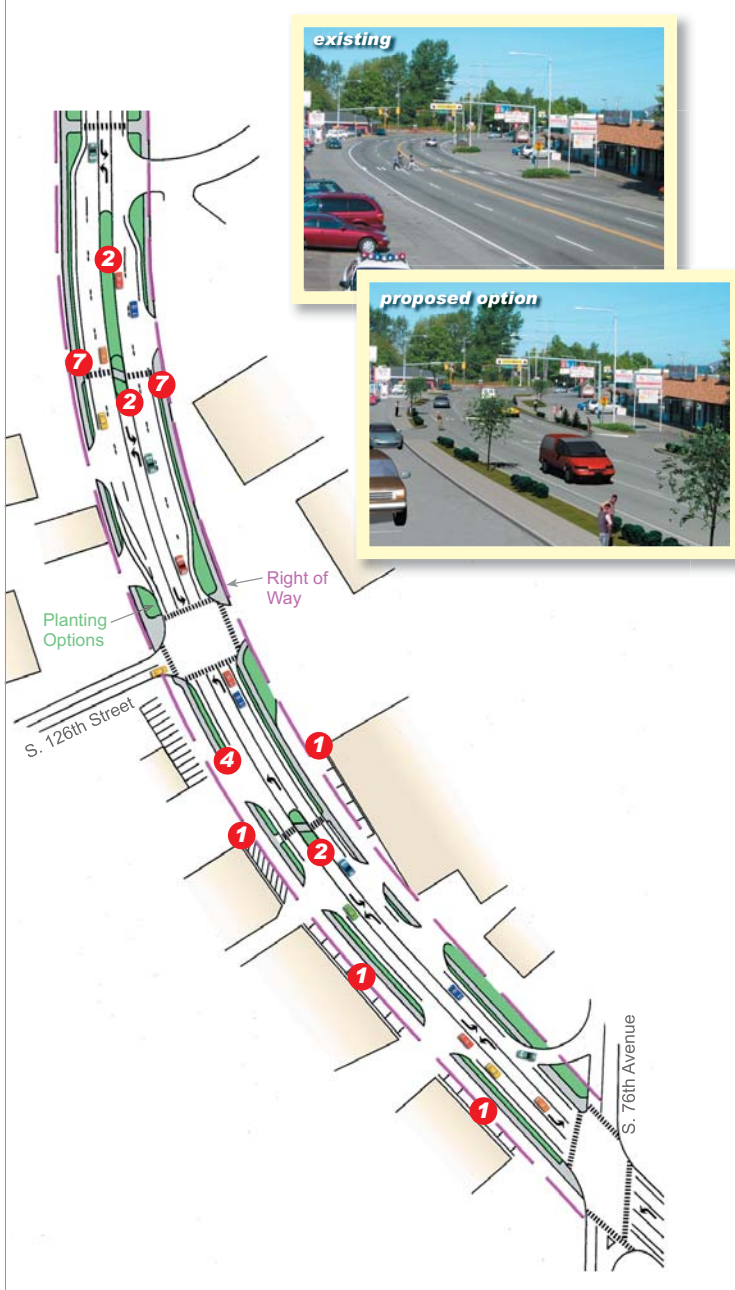 existing
proposed option
2
7
7
2
Right of
Way
Planting
Options
S. 126th Street
1
4
1
2
1
S. 76th Avenue
1